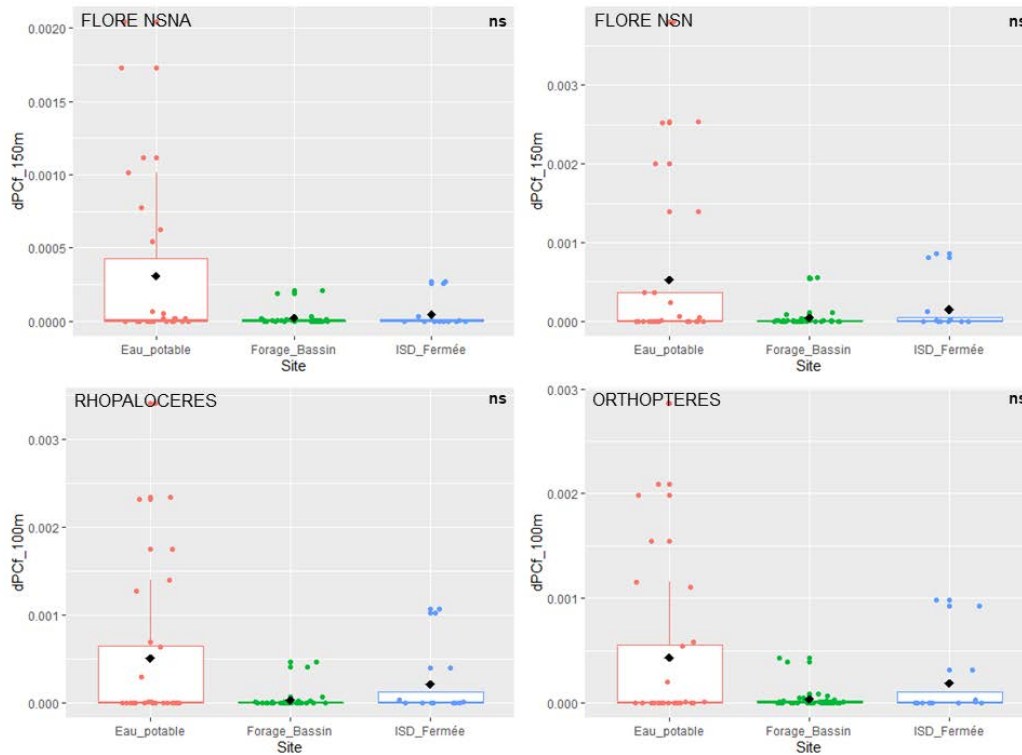 FLORE NSNA
ns
0.0020
0.0015
0.0010
0.0005
0.0000
dPCf_150m
Eau_potable
Forage_Bassin
ISD_Fermée
Site
FLORE NSN
ns
0.003
0.002
0.001
0.000
dPCf_150m
Eau_potable
Forage_Bassin
ISD_Fermée
Site
RHOPALOCERES
ns
0.003
0.002
0.001
0.000
dPCf_100m
Eau_potable
Forage_Bassin
ISD_Fermée
Site
ORTHOPTERES
ns
0.003
0.002
0.001
0.000
dPCf_100m
Eau_potable
Forage_Bassin
ISD_Fermée
Site